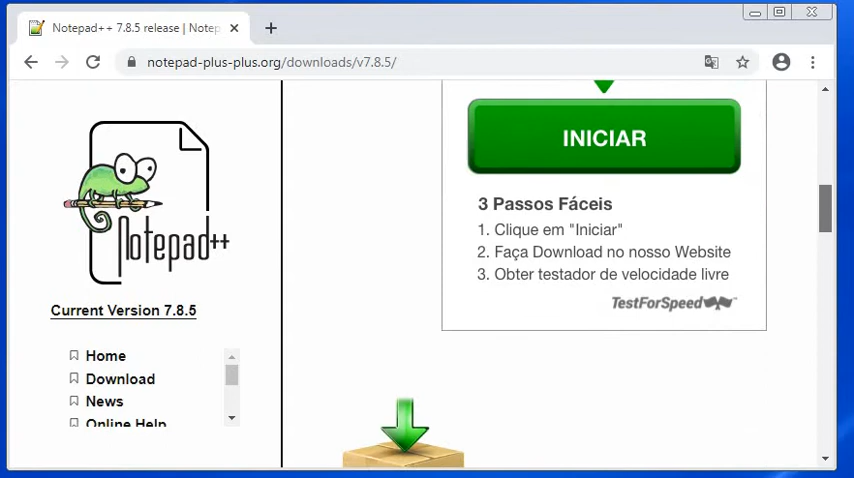 Notepad++ 7.8.5 release | Notep
notepad-plus-plus.org/downloads/v7.8.5/
Notepad++
Current Version 7.8.5
Home
Download
News
Online Help
INICIAR
3 Passos Fáceis
1. Clique em "Iniciar"
2. Faça Download no nosso Website
3. Obter testador de velocidade livre
TestForSpeed